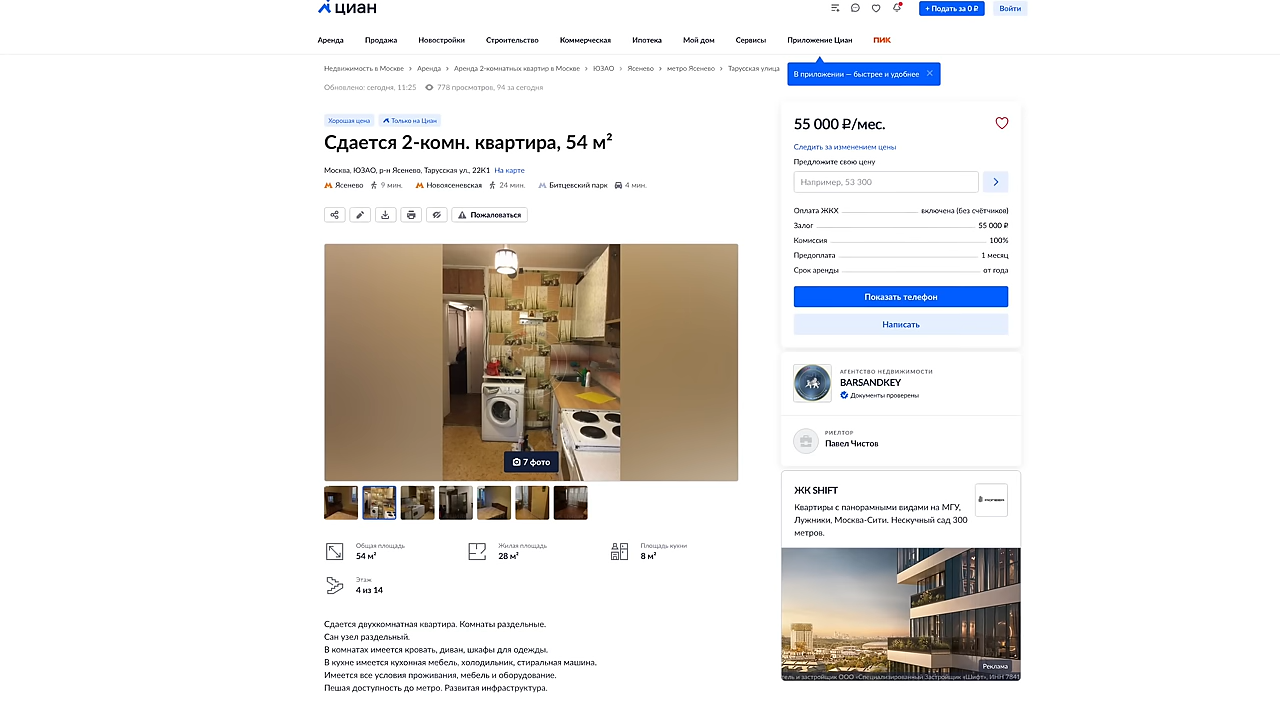 циан
+ Подать за 0 ₽
Войти
Аренда Продажа Новостройки Строительство Коммерческая Ипотека Мой дом Сервисы Приложение Циан ПИК
Недвижимость в Москве > Аренда > Аренда 2-комнатных квартир в Москве > ЮЗАО > Ясенево > метро Ясенево > Тарусская улица
В приложении — быстрее и удобнее
Обновлено: сегодня, 11:25 778 просмотров, 94 за сегодня
Хорошая цена Только на Циан
Сдается 2-комн. квартира, 54 м²
Москва, ЮЗАО, р-н Ясенево, Тарусская ул., 22К1 На карте
Ясенево 9 мин. Новоясеневская 24 мин. Битцевский парк 4 мин.
Пожаловаться
7 фото
Общая площадь
54 м²
Жилая площадь
28 м²
Площадь кухни
8 м²
Этаж
4 из 14
Сдается двухкомнатная квартира. Комнаты раздельные.
Сан узел раздельный.
В комнатах имеется кровать, диван, шкафы для одежды.
В кухне имеется кухонная мебель, холодильник, стиральная машина.
Имеется все условия проживания, мебель и оборудование.
Пешая доступность до метро. Развитая инфраструктура.
55 000 ₽/мес.
Следить за изменением цены
Предложите свою цену
Например, 53 300
Оплата ЖКХ включена (без счётчиков)
Залог 55 000 ₽
Комиссия 100%
Предоплата 1 месяц
Срок аренды от года
Показать телефон
Написать
АГЕНТСТВО НЕДВИЖИМОСТИ
BARSANDKEY
Документы проверены
РИЕЛТОР
Павел Чистов
ЖК SHIFT
Квартиры с панорамными видами на МГУ,
Лужники, Москва-Сити. Нескучный сад 300
метров.
PIONEER
Реклама
тель и застройщик ООО «Специализированный Застройщик «Шифт», ИНН 7841